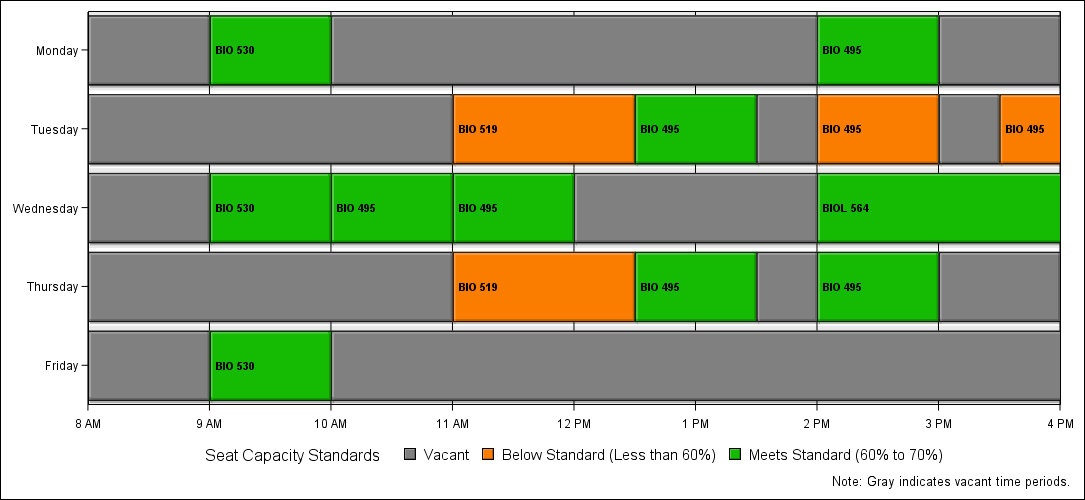 Monday BIO 530 BIO 495
Tuesday BIO 519 BIO 495 BIO 495 BIO 495
Wednesday BIO 530 BIO 495 BIO 495 BIOL 564
Thursday BIO 519 BIO 495 BIO 495
Friday BIO 530
8 AM 9 AM 10 AM 11 AM 12 PM 1 PM 2 PM 3 PM 4 PM
Seat Capacity Standards Vacant Below Standard (Less than 60%) Meets Standard (60% to 70%)
Note: Gray indicates vacant time periods.